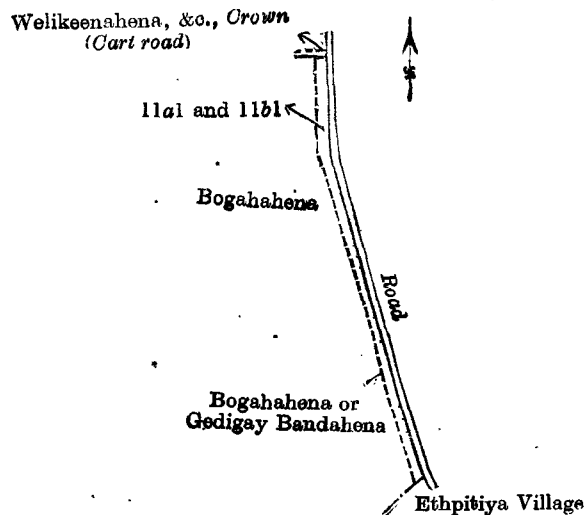 Welikeenahena, &c., Crown
(Cart road)
11a1 and 11b1
Bogahahena
Road
Bogahahena or
Gedigay Bandahena
Ethpitiya Village